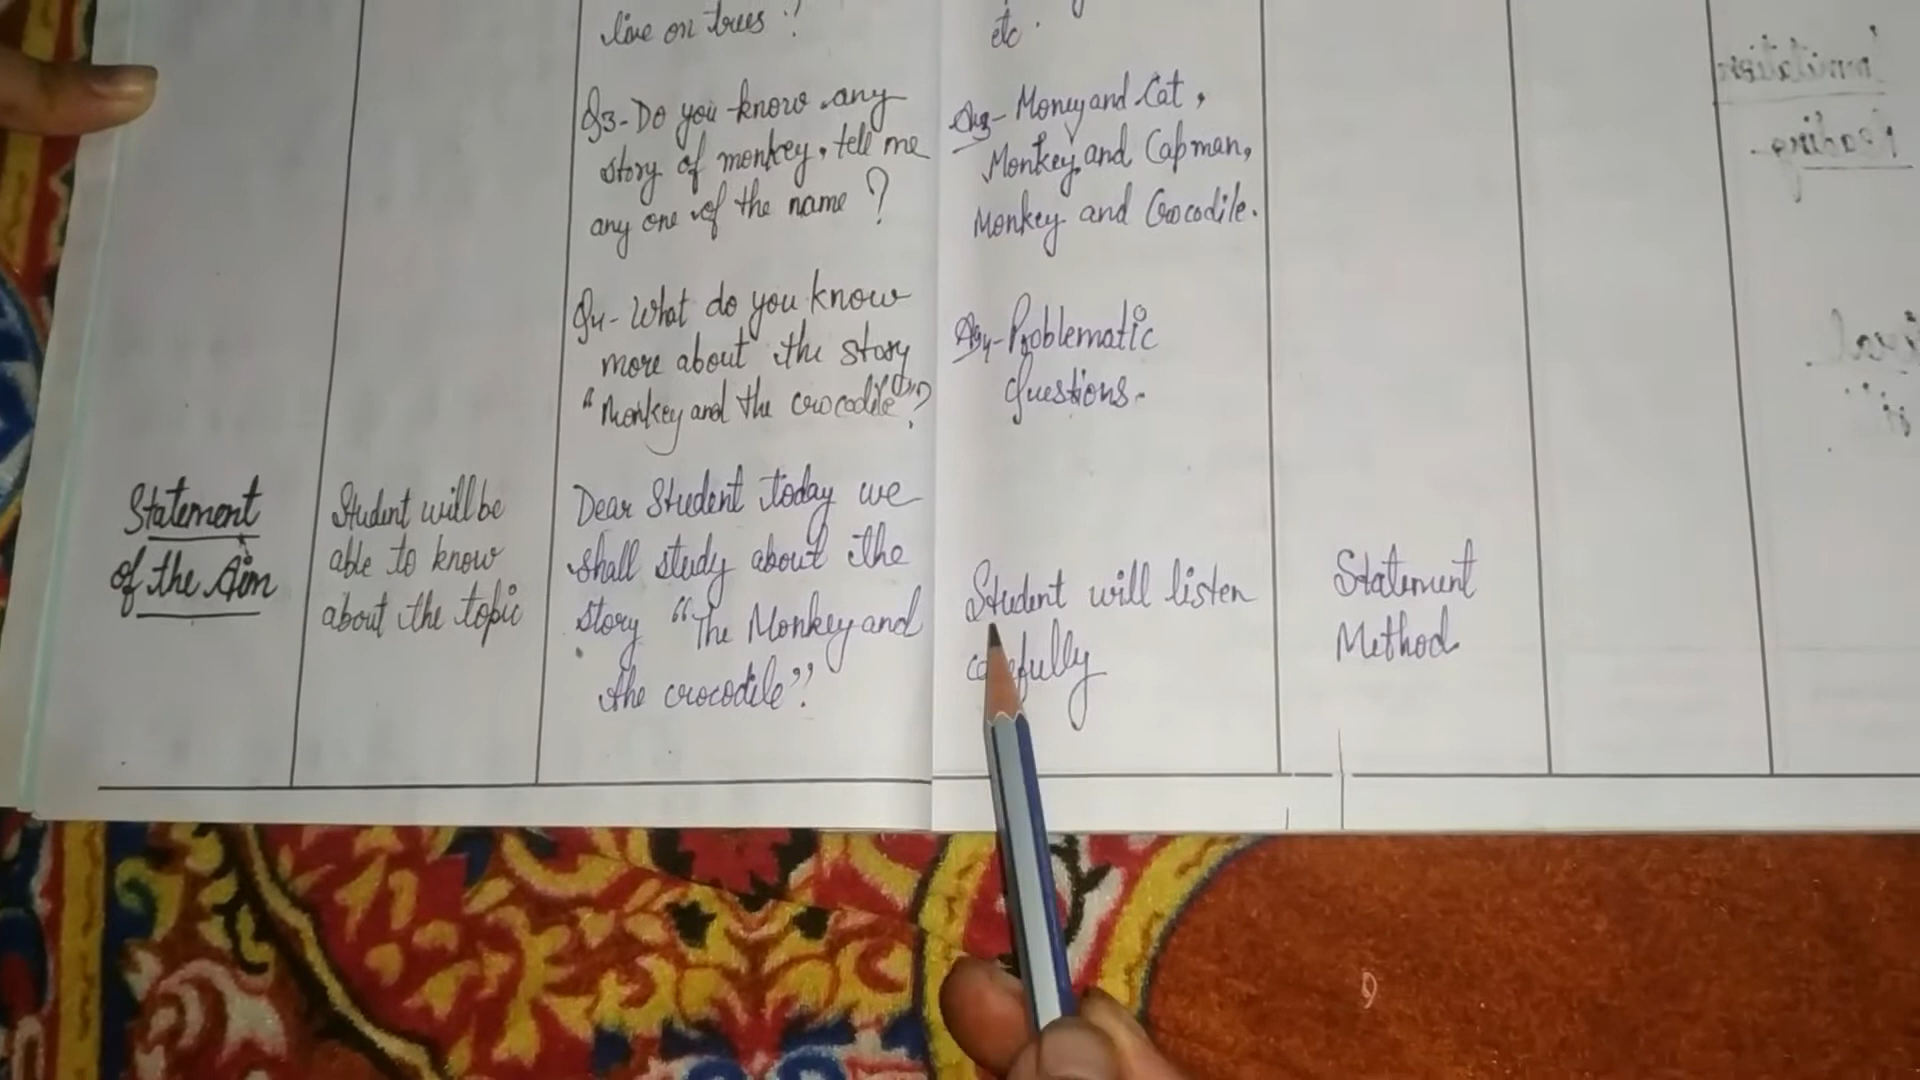 live on trees ?
etc.
Q3- Do you know any
story of monkey, tell me
any one of the name ?
Ans3- Money and Cat,
Monkey and Capman,
Monkey and Crocodile.
Q4- What do you know
more about the story
"Monkey and the crocodile"?
Ans4- Problematic
Questions.
Statement
of the Aim
Student will be
able to know
about the topic
Dear Student today we
shall study about the
story "The Monkey and
the crocodile".
Student will listen
carefully
Statement
Method